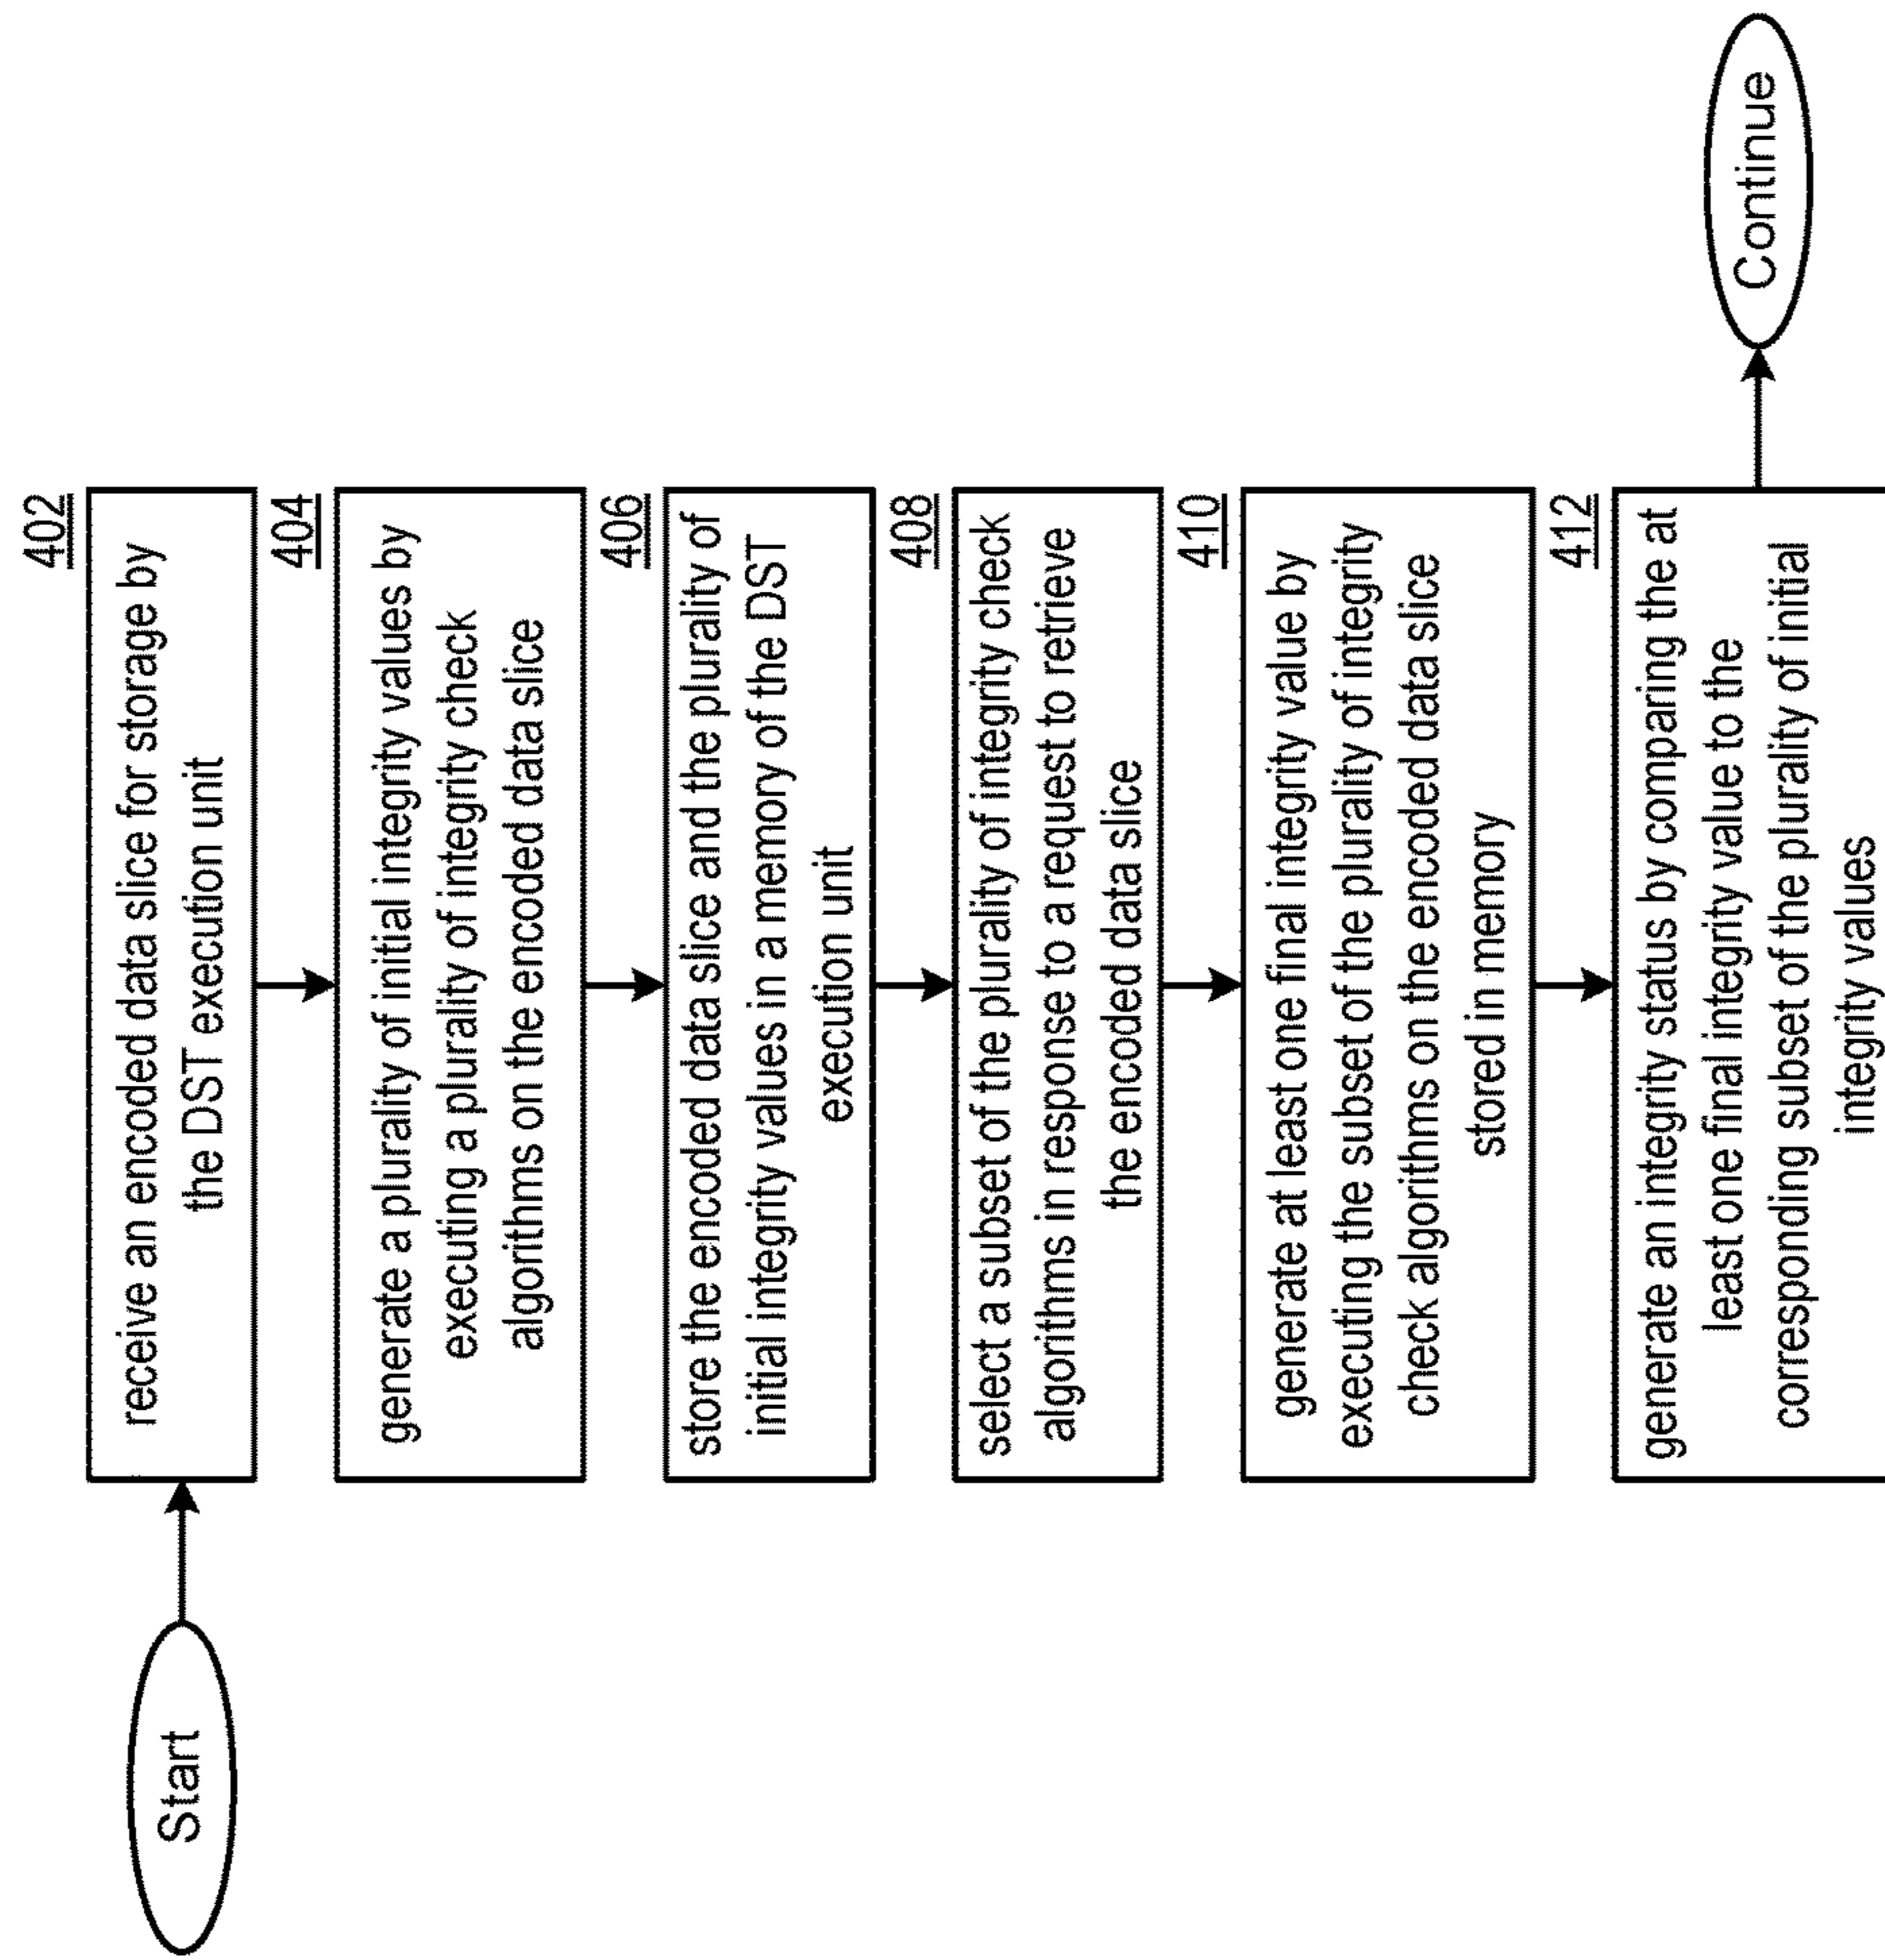 Start
402
receive an encoded data slice for storage by
the DST execution unit
404
generate a plurality of initial integrity values by
executing a plurality of integrity check
algorithms on the encoded data slice
406
store the encoded data slice and the plurality of
initial integrity values in a memory of the DST
execution unit
408
select a subset of the plurality of integrity check
algorithms in response to a request to retrieve
the encoded data slice
410
generate at least one final integrity value by
executing the subset of the plurality of integrity
check algorithms on the encoded data slice
stored in memory
412
generate an integrity status by comparing the at
least one final integrity value to the
corresponding subset of the plurality of initial
integrity values
Continue